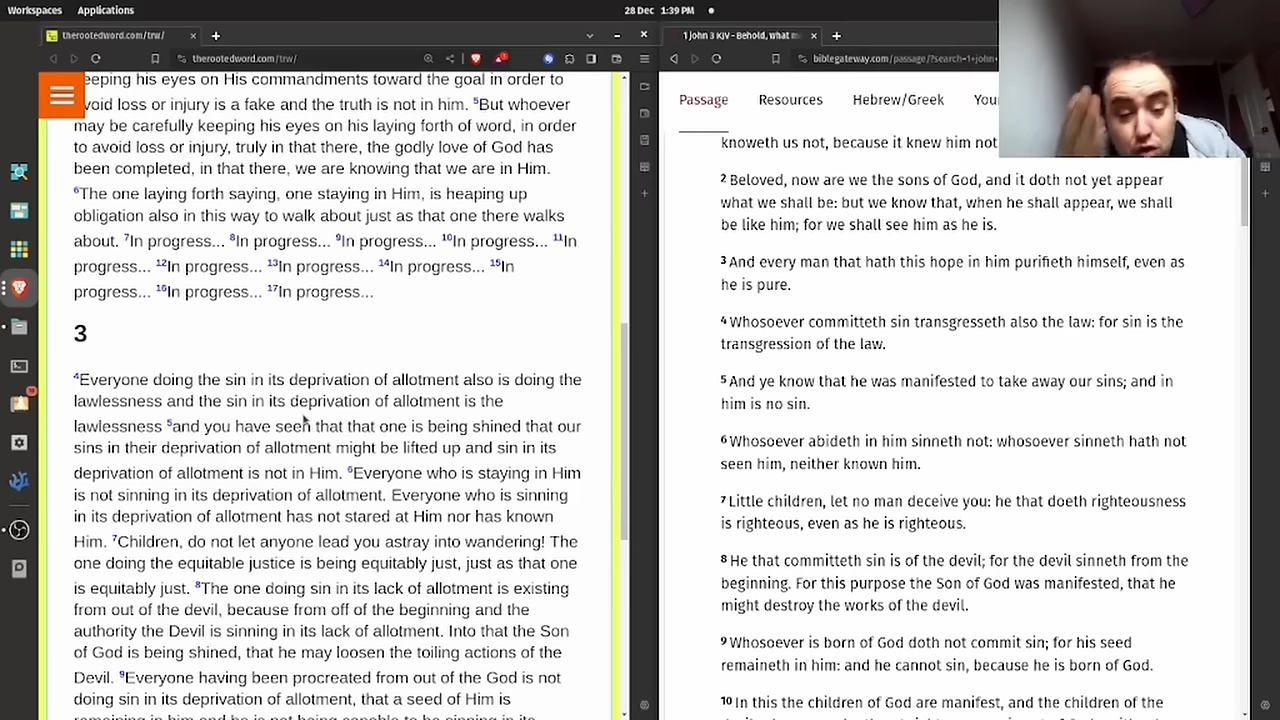 Workspaces Applications
28 Dec 1:39 PM
therootedword.com/trw/
therootedword.com/trw/
eeping his eyes on His commandments toward the goal in order to
void loss or injury is a fake and the truth is not in him. 5But whoever
may be carefully keeping his eyes on his laying forth of word, in order
to avoid loss or injury, truly in that there, the godly love of God has
been completed, in that there, we are knowing that we are in Him.
6The one laying forth saying, one staying in Him, is heaping up
obligation also in this way to walk about just as that one there walks
about. 7In progress... 8In progress... 9In progress... 10In progress... 11In
progress... 12In progress... 13In progress... 14In progress... 15In
progress... 16In progress... 17In progress...
3
4Everyone doing the sin in its deprivation of allotment also is doing the
lawlessness and the sin in its deprivation of allotment is the
lawlessness 5and you have seen that that one is being shined that our
sins in their deprivation of allotment might be lifted up and sin in its
deprivation of allotment is not in Him. 6Everyone who is staying in Him
is not sinning in its deprivation of allotment. Everyone who is sinning
in its deprivation of allotment has not stared at Him nor has known
Him. 7Children, do not let anyone lead you astray into wandering! The
one doing the equitable justice is being equitably just, just as that one
is equitably just. 8The one doing sin in its lack of allotment is existing
from out of the devil, because from off of the beginning and the
authority the Devil is sinning in its lack of allotment. Into that the Son
of God is being shined, that he may loosen the toiling actions of the
Devil. 9Everyone having been procreated from out of the God is not
doing sin in its deprivation of allotment, that a seed of Him is
remaining in him and he is not being capable to be sinning in its
1 john 3 KJV - Behold, what m
biblegateway.com/passage/?search=1+john+
Passage Resources Hebrew/Greek You
knoweth us not, because it knew him not
2 Beloved, now are we the sons of God, and it doth not yet appear
what we shall be: but we know that, when he shall appear, we shall
be like him; for we shall see him as he is.
3 And every man that hath this hope in him purifieth himself, even as
he is pure.
4 Whosoever committeth sin transgresseth also the law: for sin is the
transgression of the law.
5 And ye know that he was manifested to take away our sins; and in
him is no sin.
6 Whosoever abideth in him sinneth not: whosoever sinneth hath not
seen him, neither known him.
7 Little children, let no man deceive you: he that doeth righteousness
is righteous, even as he is righteous.
8 He that committeth sin is of the devil; for the devil sinneth from the
beginning. For this purpose the Son of God was manifested, that he
might destroy the works of the devil.
9 Whosoever is born of God doth not commit sin; for his seed
remaineth in him: and he cannot sin, because he is born of God.
10 In this the children of God are manifest, and the children of the